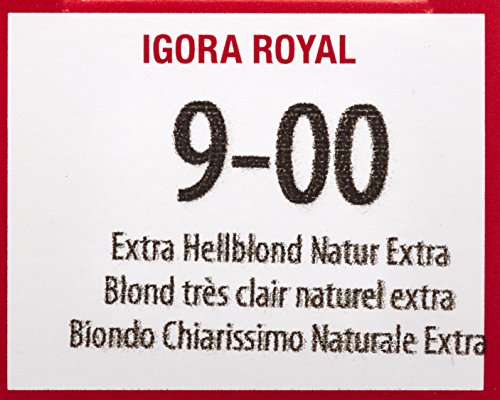 IGORA ROYAL
9-00
Extra Hellblond Natur Extra
Blond très clair naturel extra
Biondo Chiarissimo Naturale Extra